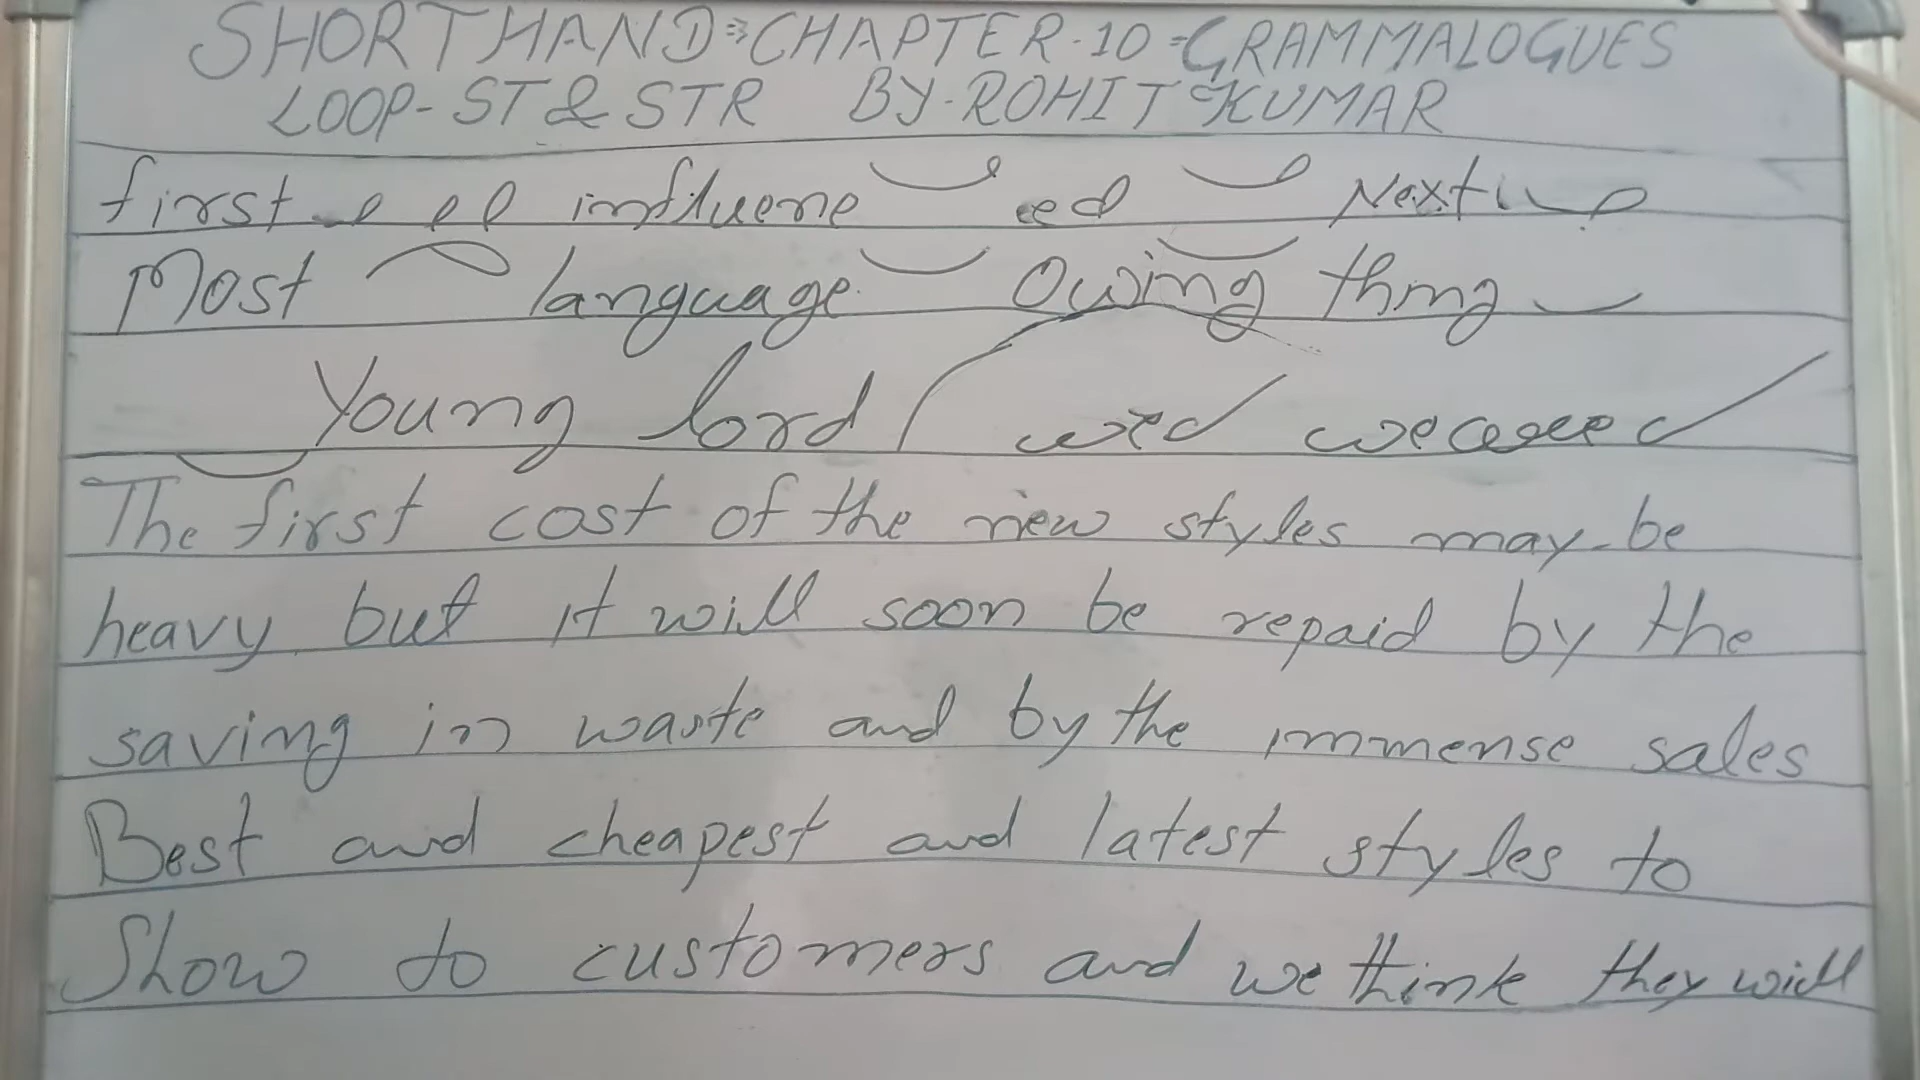 SHORTHAND⇒CHAPTER-10=GRAMMALOGUES
LOOP-ST & STR BY-ROHIT KUMAR
first influene ed Next
Most language Owing thing
Young lord
The first cost of the new styles may be
heavy but it will soon be repaid by the
saving in waste and by the immense sales
Best and cheapest and latest styles to
Show to customers and we think they will